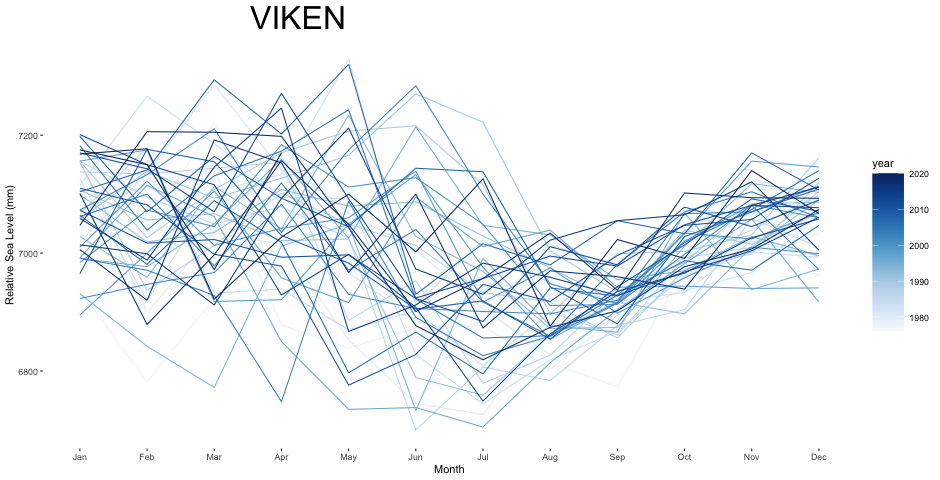 VIKEN
Relative Sea Level (mm)
7200
7000
6800
Jan Feb Mar Apr May Jun Jul Aug Sep Oct Nov Dec
Month
year
2020
2010
2000
1990
1980